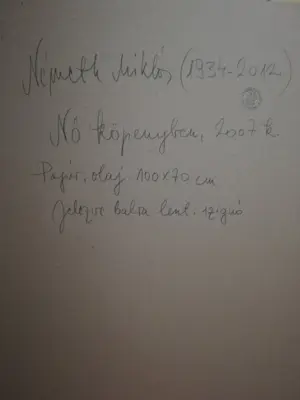 Németh Miklós (1934-2012)
Nő köpenyben, 2007 k.
Papír, olaj 100x70 cm
Jelezve balra lent: szignó